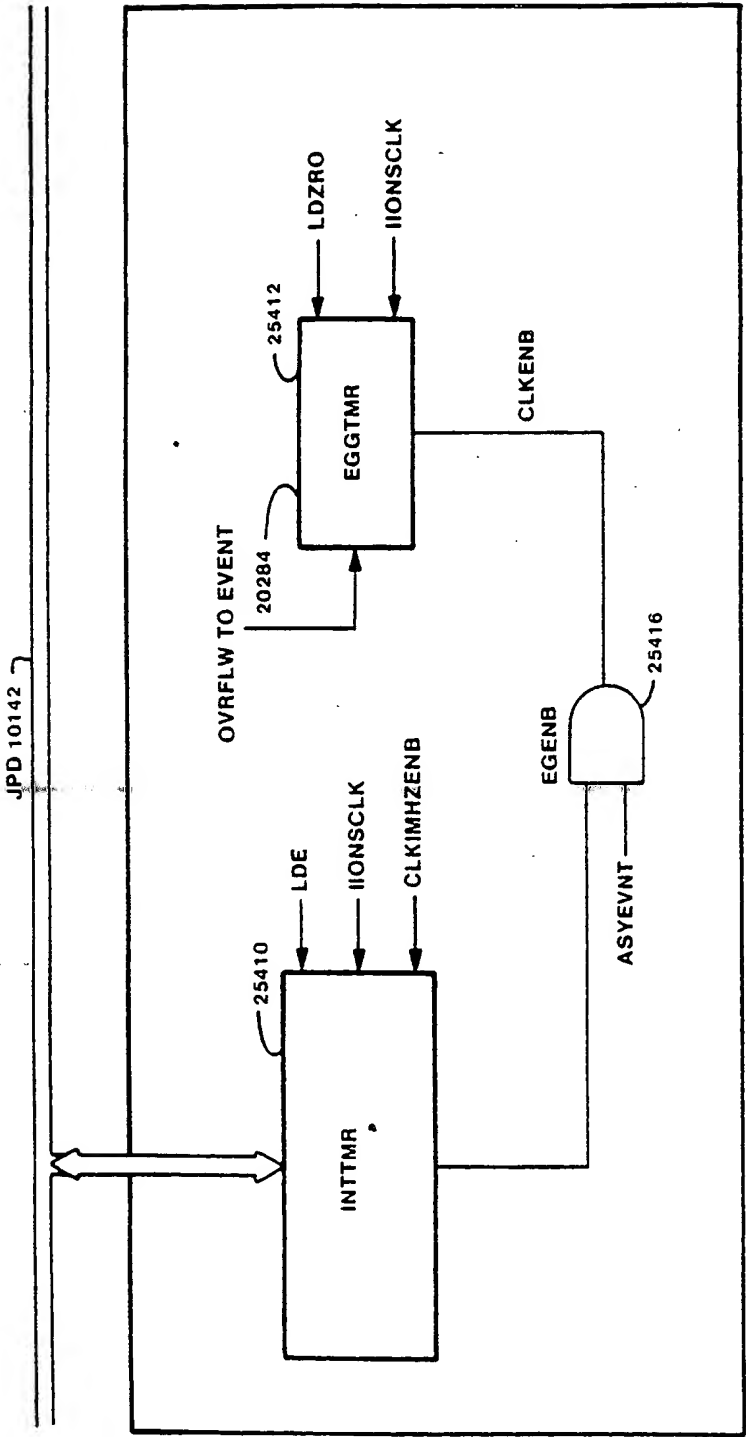 JPD 10142
25410
INTTMR
LDE
IIONSCLK
CLKIMHZENB
OVRFLW TO EVENT
20284
25412
EGGTMR
LDZRO
IIONSCLK
CLKENB
EGENB
ASYEVNT
25416